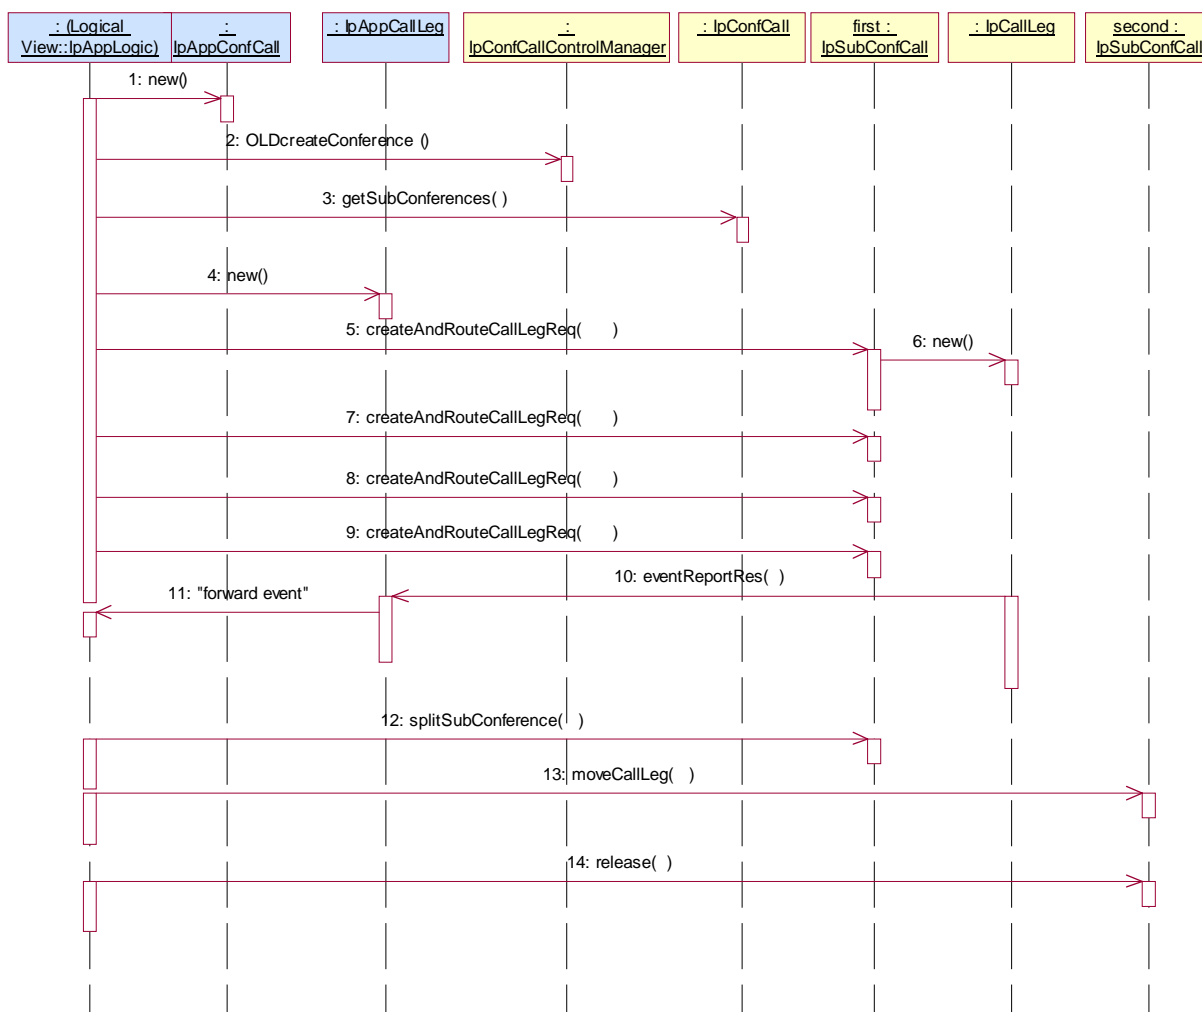 : (Logical
View::IpAppLogic)
:
IpAppConfCall
: IpAppCallLeg
:
IpConfCallControlManager
: IpConfCall
first :
IpSubConfCall
: IpCallLeg
second :
IpSubConfCall
1: new()
2: OLDcreateConference ()
3: getSubConferences( )
4: new()
5: createAndRouteCallLegReq( )
6: new()
7: createAndRouteCallLegReq( )
8: createAndRouteCallLegReq( )
9: createAndRouteCallLegReq( )
10: eventReportRes( )
11: "forward event"
12: splitSubConference( )
13: moveCallLeg( )
14: release( )